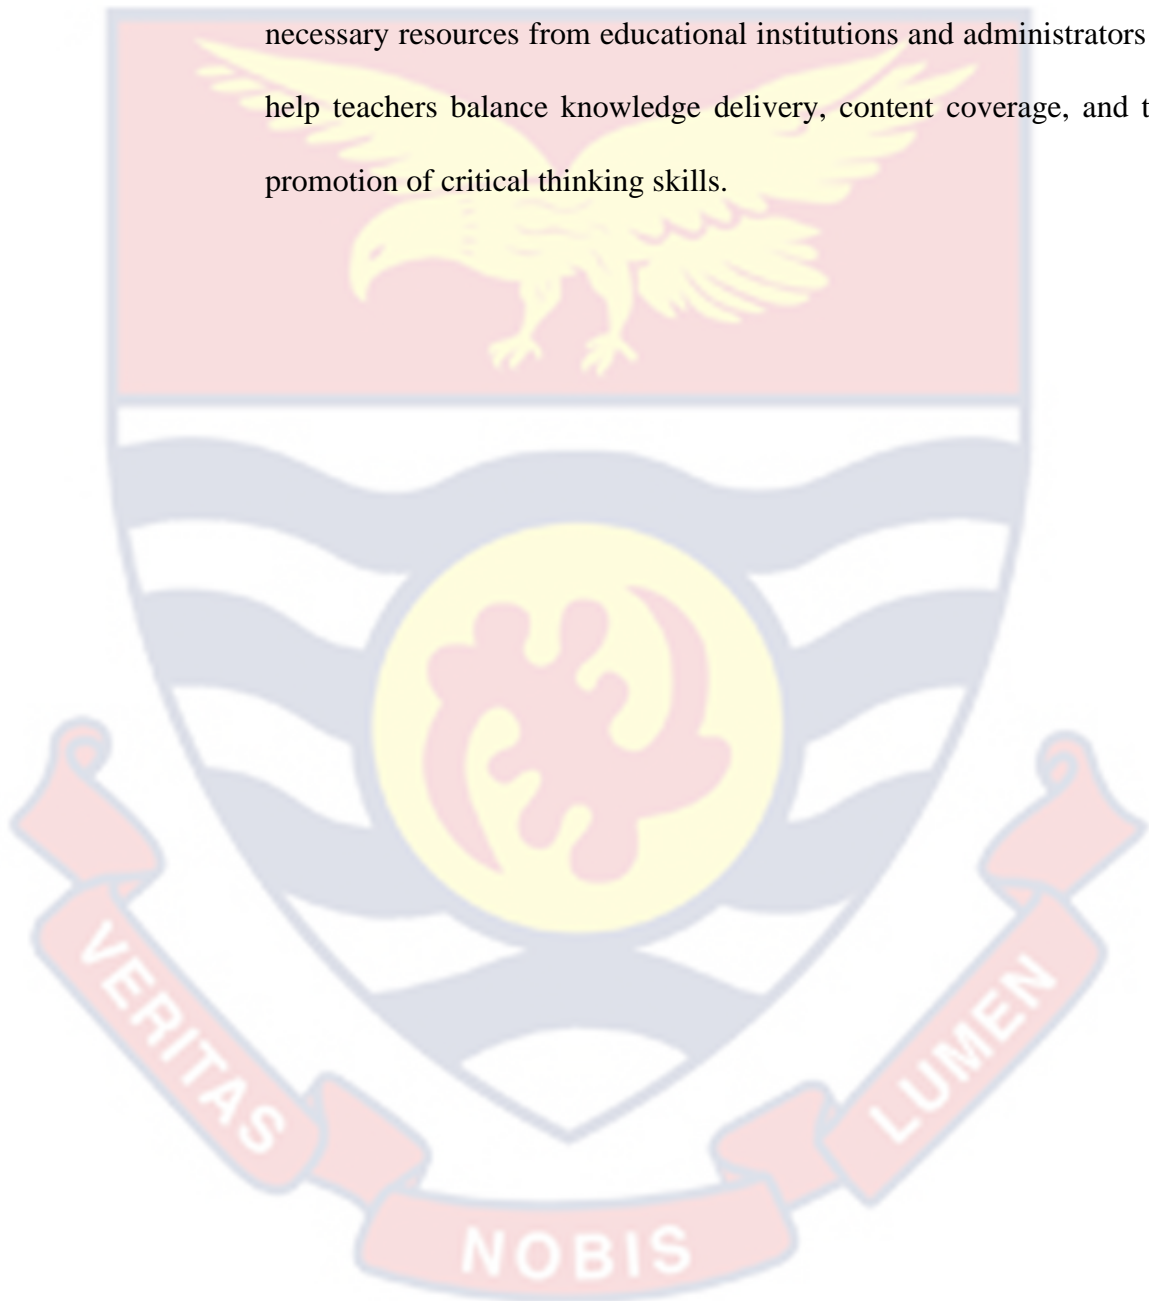 necessary resources from educational institutions and administrators
help teachers balance knowledge delivery, content coverage, and
promotion of critical thinking skills.
VERITAS
NOBIS
LUMEN